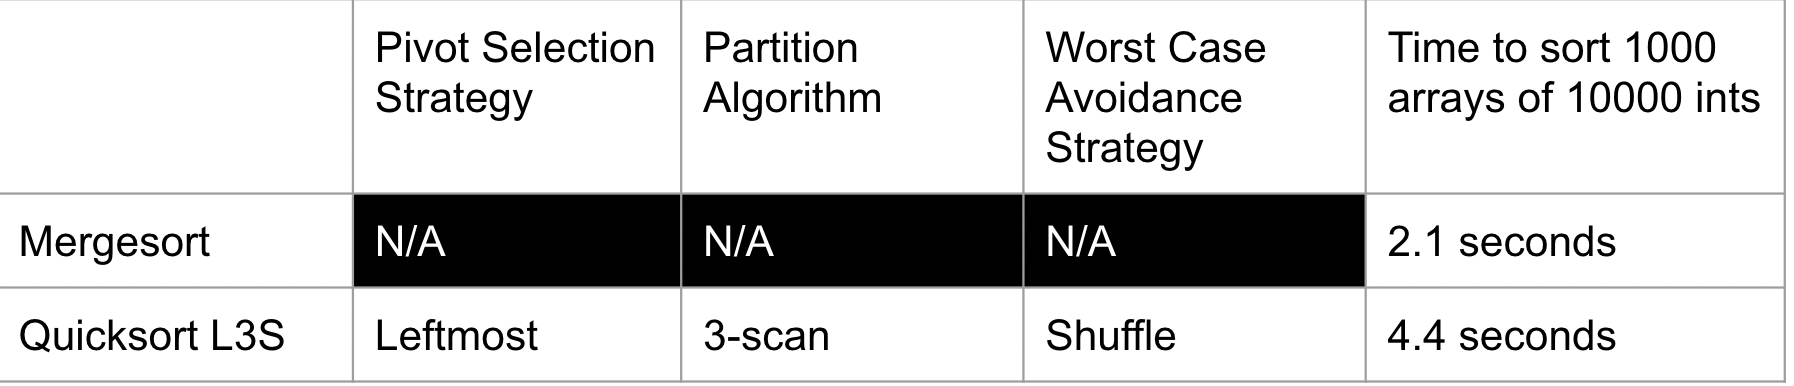 Pivot Selection
Strategy
Partition
Algorithm
Worst Case
Avoidance
Strategy
Time to sort 1000
arrays of 10000 ints
Mergesort
N/A
N/A
N/A
2.1 seconds
Quicksort L3S
Leftmost
3-scan
Shuffle
4.4 seconds